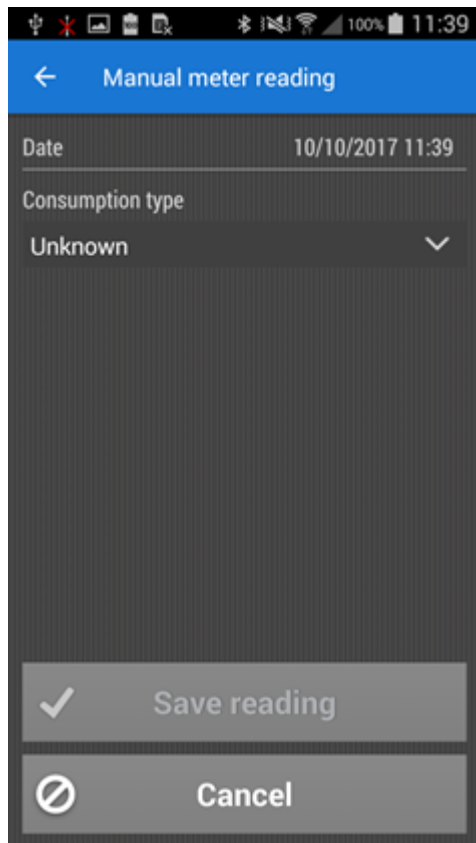 100% 11:39
Manual meter reading
Date 10/10/2017 11:39
Consumption type
Unknown
Save reading
Cancel